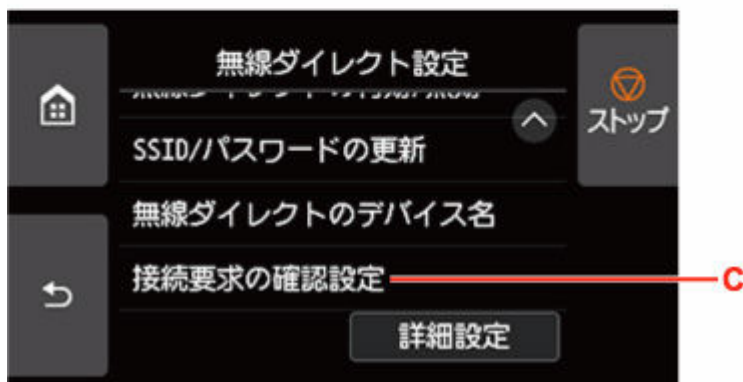 無線ダイレクト設定
ストップ
SSID/パスワードの更新
無線ダイレクトのデバイス名
接続要求の確認設定
C
詳細設定